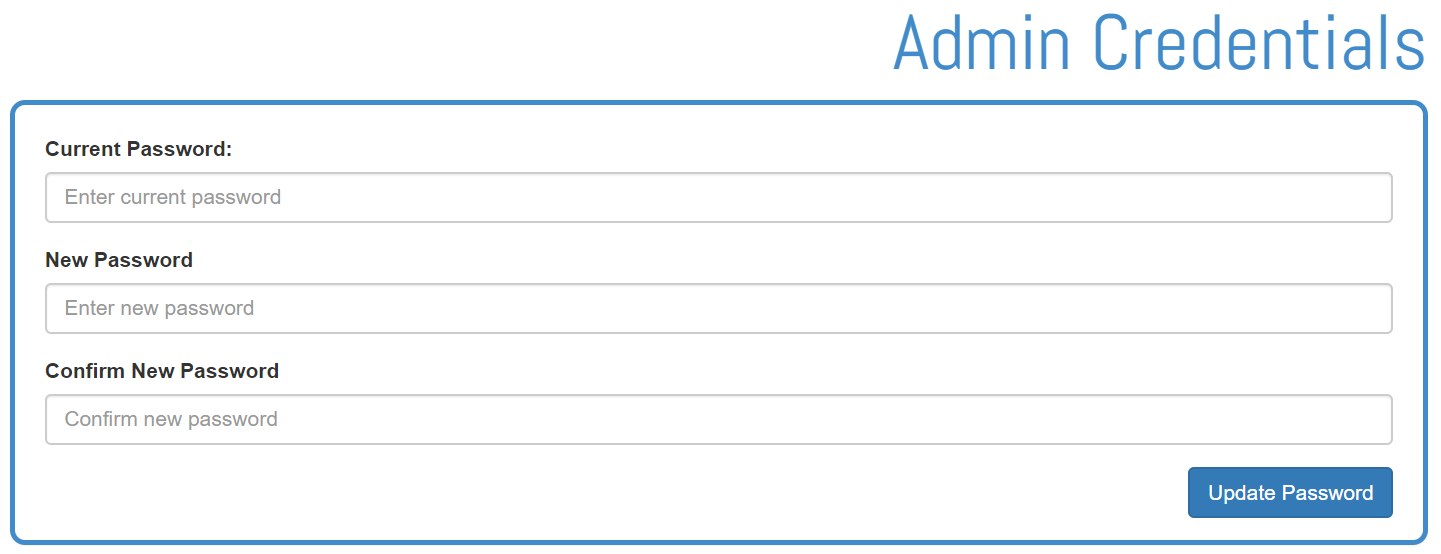 Admin Credentials
Current Password:
Enter current password
New Password
Enter new password
Confirm New Password
Confirm new password
Update Password